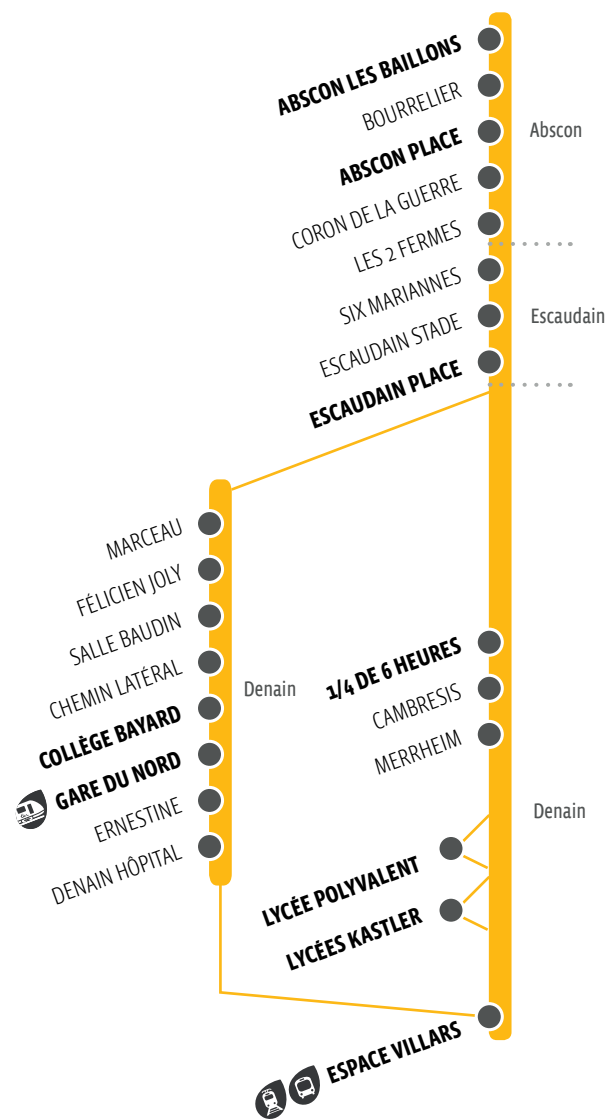 ABSCON LES BAILLONS
BOURRELIER
ABSCON PLACE
Abscon
CORON DE LA GUERRE
LES 2 FERMES
SIX MARIANNES
ESCAUDAIN STADE
Escaudain
ESCAUDAIN PLACE
MARCEAU
FÉLICIEN JOLY
SALLE BAUDIN
CHEMIN LATÉRAL
COLLÈGE BAYARD
GARE DU NORD
ERNESTINE
DENAIN HÔPITAL
Denain
1/4 DE 6 HEURES
CAMBRESIS
MERRHEIM
Denain
LYCÉE POLYVALENT
LYCÉES KASTLER
ESPACE VILLARS